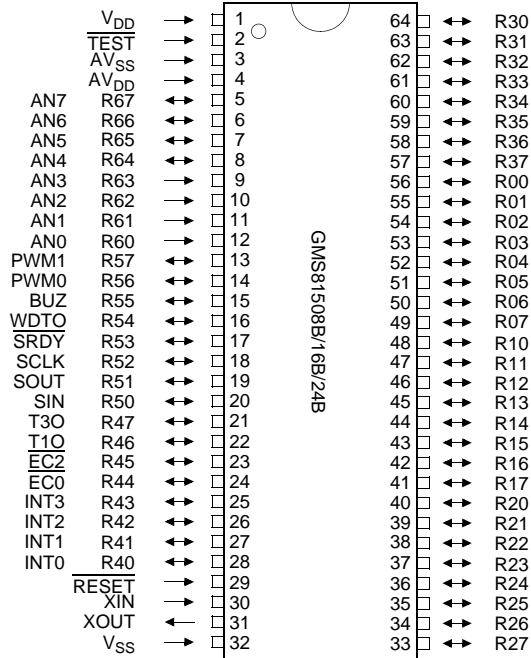 VDD 1 64 R30
TEST 2 63 R31
AVSS 3 62 R32
AVDD 4 61 R33
AN7 R67 5 60 R34
AN6 R66 6 59 R35
AN5 R65 7 58 R36
AN4 R64 8 57 R37
AN3 R63 9 56 R00
AN2 R62 10 55 R01
AN1 R61 11 54 R02
AN0 R60 12 53 R03
PWM1 R57 13 52 R04
PWM0 R56 14 51 R05
BUZ R55 15 50 R06
WDTO R54 16 49 R07
SRDY R53 17 48 R10
SCLK R52 18 47 R11
SOUT R51 19 46 R12
SIN R50 20 45 R13
T3O R47 21 44 R14
T1O R46 22 43 R15
EC2 R45 23 42 R16
EC0 R44 24 41 R17
INT3 R43 25 40 R20
INT2 R42 26 39 R21
INT1 R41 27 38 R22
INT0 R40 28 37 R23
RESET 29 36 R24
XIN 30 35 R25
XOUT 31 34 R26
VSS 32 33 R27
GMS81508B/16B/24B